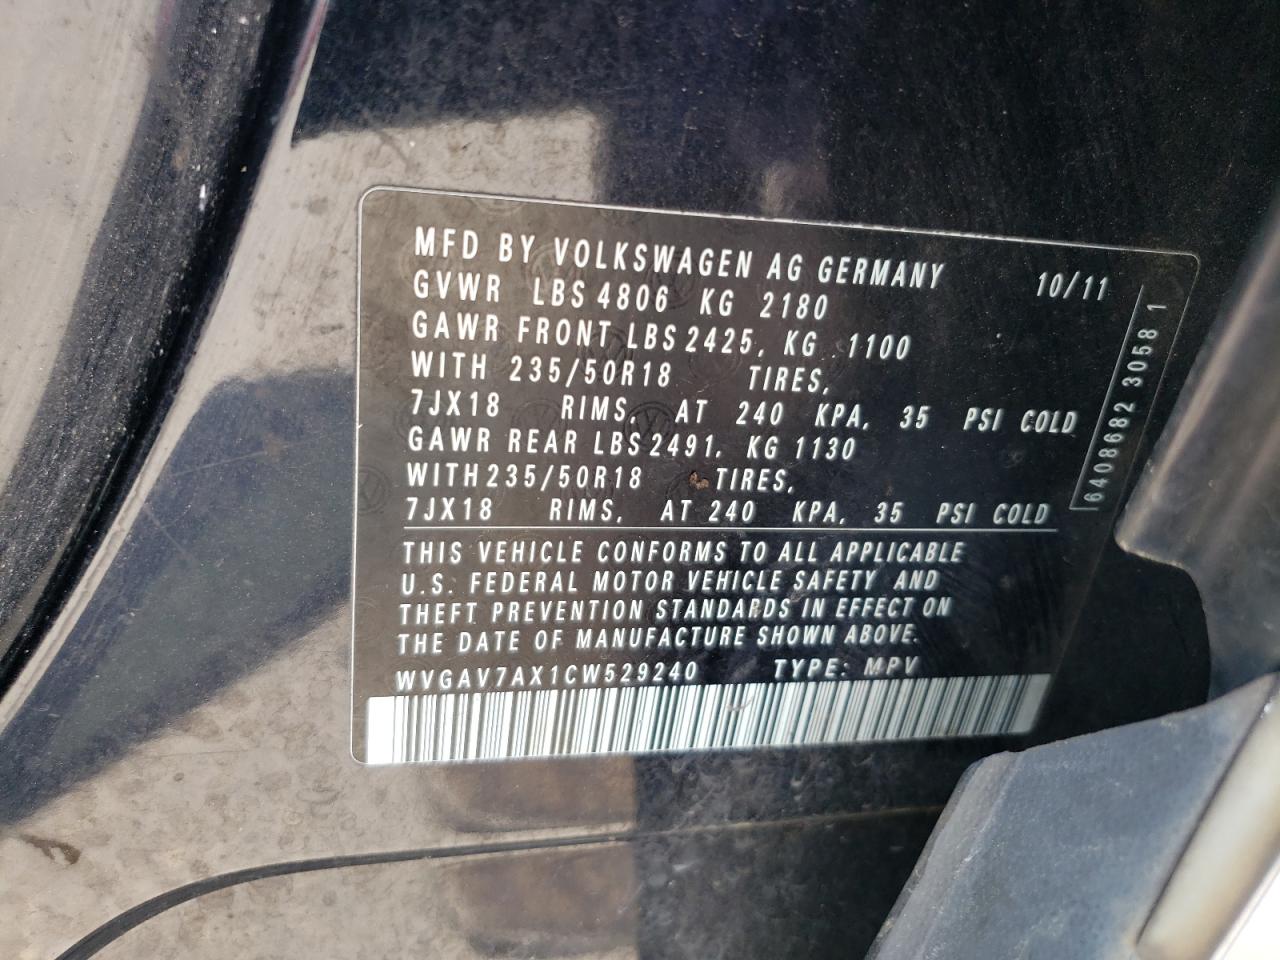 MFD BY VOLKSWAGEN AG GERMANY 10/11
GVWR LBS 4806 KG 2180
GAWR FRONT LBS 2425, KG 1100
WITH 235/50R18 TIRES,
7JX18 RIMS, AT 240 KPA, 35 PSI COLD
GAWR REAR LBS 2491, KG 1130
WITH 235/50R18 TIRES,
7JX18 RIMS, AT 240 KPA, 35 PSI COLD
THIS VEHICLE CONFORMS TO ALL APPLICABLE
U.S. FEDERAL MOTOR VEHICLE SAFETY AND
THEFT PREVENTION STANDARDS IN EFFECT ON
THE DATE OF MANUFACTURE SHOWN ABOVE.
WVGAV7AX1CW529240 TYPE: MPV
6408682 3058 1